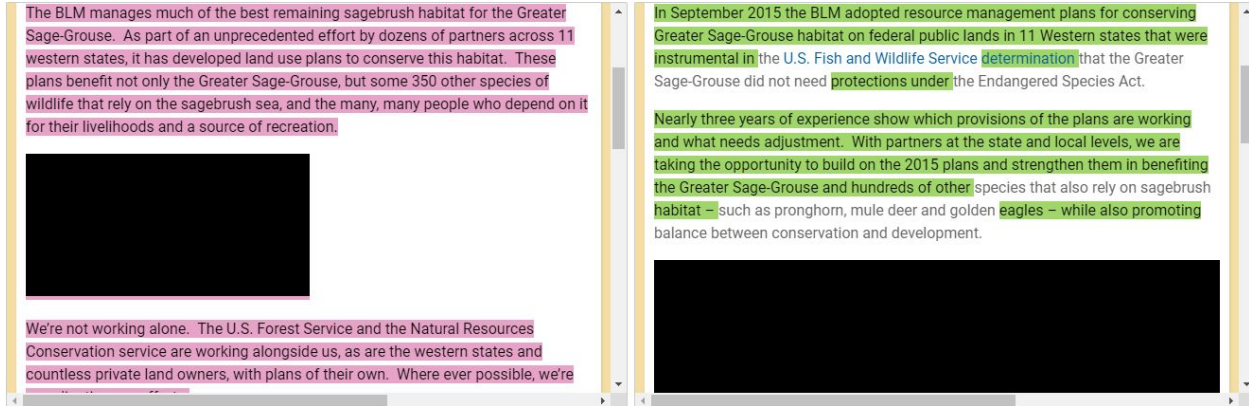 The BLM manages much of the best remaining sagebrush habitat for the Greater
Sage-Grouse.  As part of an unprecedented effort by dozens of partners across 11
western states, it has developed land use plans to conserve this habitat.  These
plans benefit not only the Greater Sage-Grouse, but some 350 other species of
wildlife that rely on the sagebrush sea, and the many, many people who depend on it
for their livelihoods and a source of recreation.
We’re not working alone.  The U.S. Forest Service and the Natural Resources
Conservation service are working alongside us, as are the western states and
countless private land owners, with plans of their own.  Where ever possible, we’re
In September 2015 the BLM adopted resource management plans for conserving
Greater Sage-Grouse habitat on federal public lands in 11 Western states that were
instrumental in the U.S. Fish and Wildlife Service determination that the Greater
Sage-Grouse did not need protections under the Endangered Species Act.
Nearly three years of experience show which provisions of the plans are working
and what needs adjustment.  With partners at the state and local levels, we are
taking the opportunity to build on the 2015 plans and strengthen them in benefiting
the Greater Sage-Grouse and hundreds of other species that also rely on sagebrush
habitat – such as pronghorn, mule deer and golden eagles – while also promoting
balance between conservation and development.